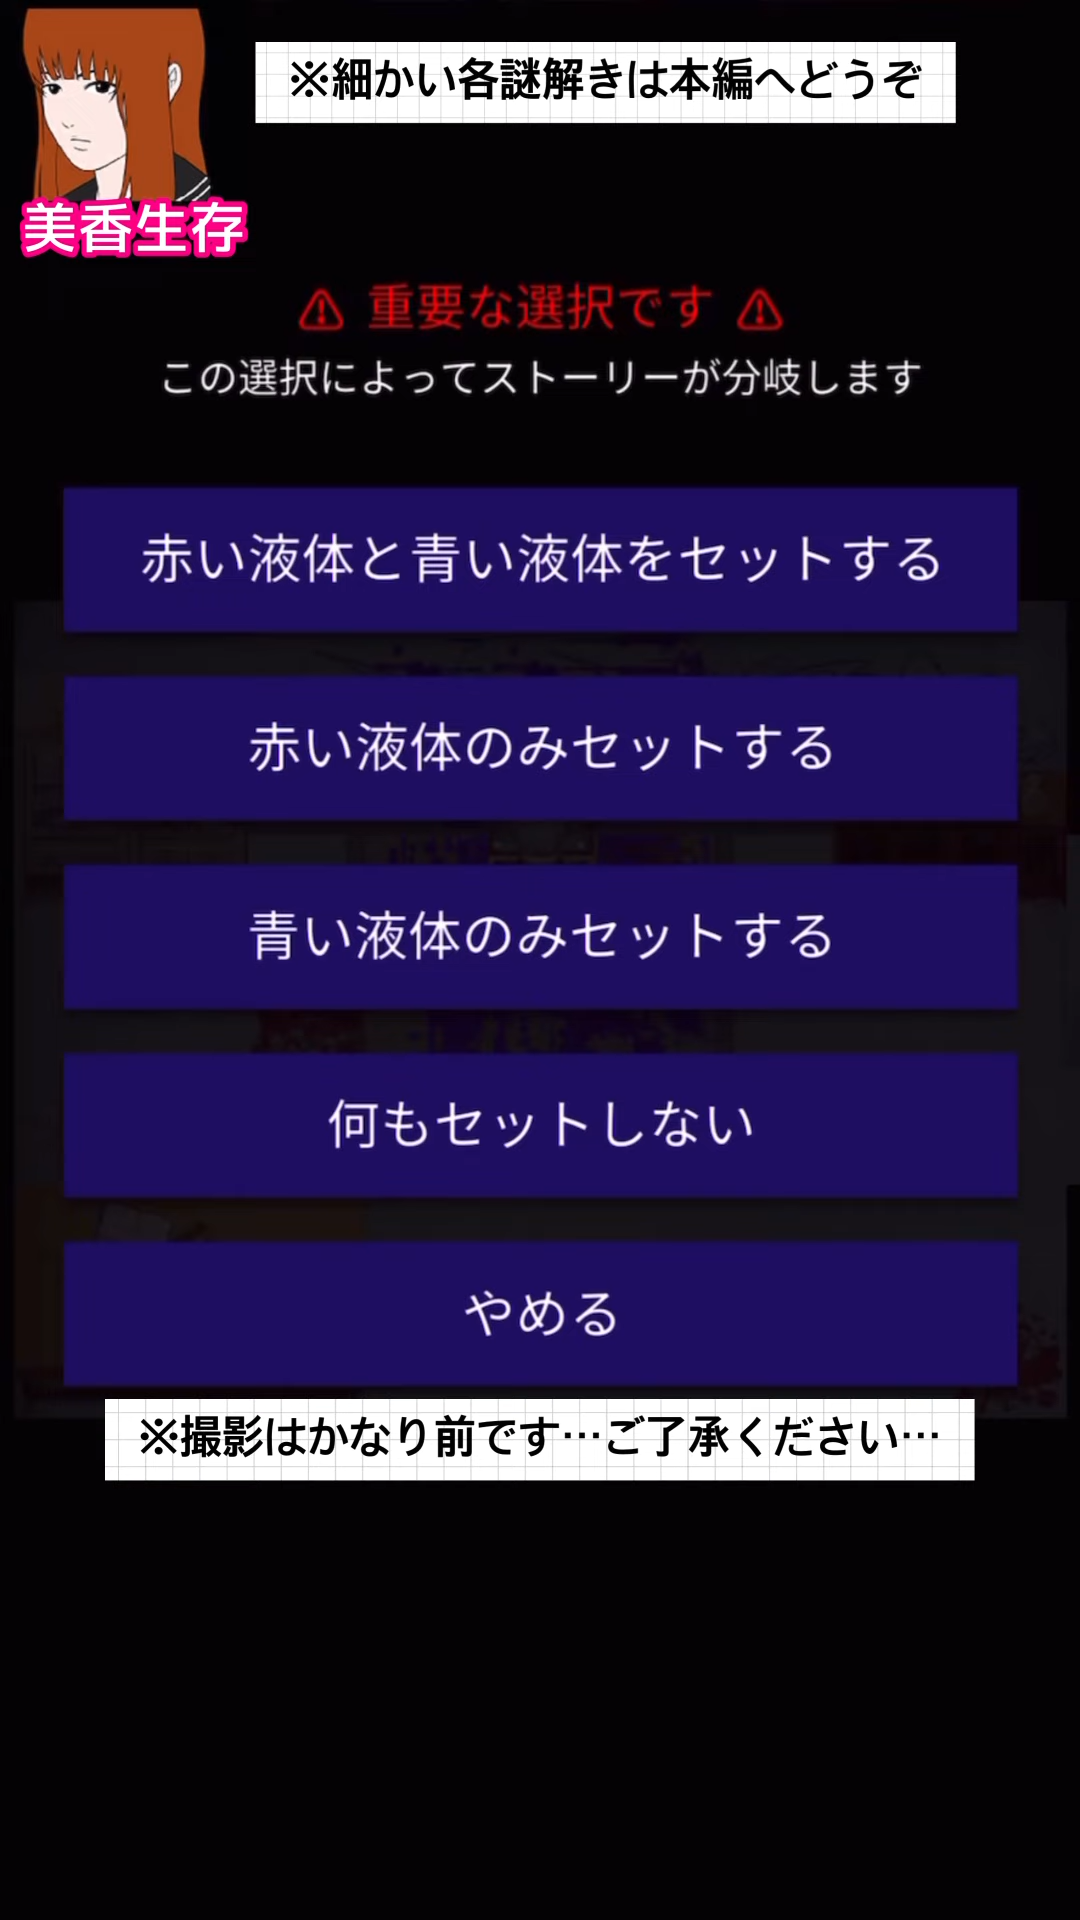 ※細かい各謎解きは本編へどうぞ
美香生存
⚠ 重要な選択です ⚠
この選択によってストーリーが分岐します
赤い液体と青い液体をセットする
赤い液体のみセットする
青い液体のみセットする
何もセットしない
やめる
※撮影はかなり前です…ご了承ください…